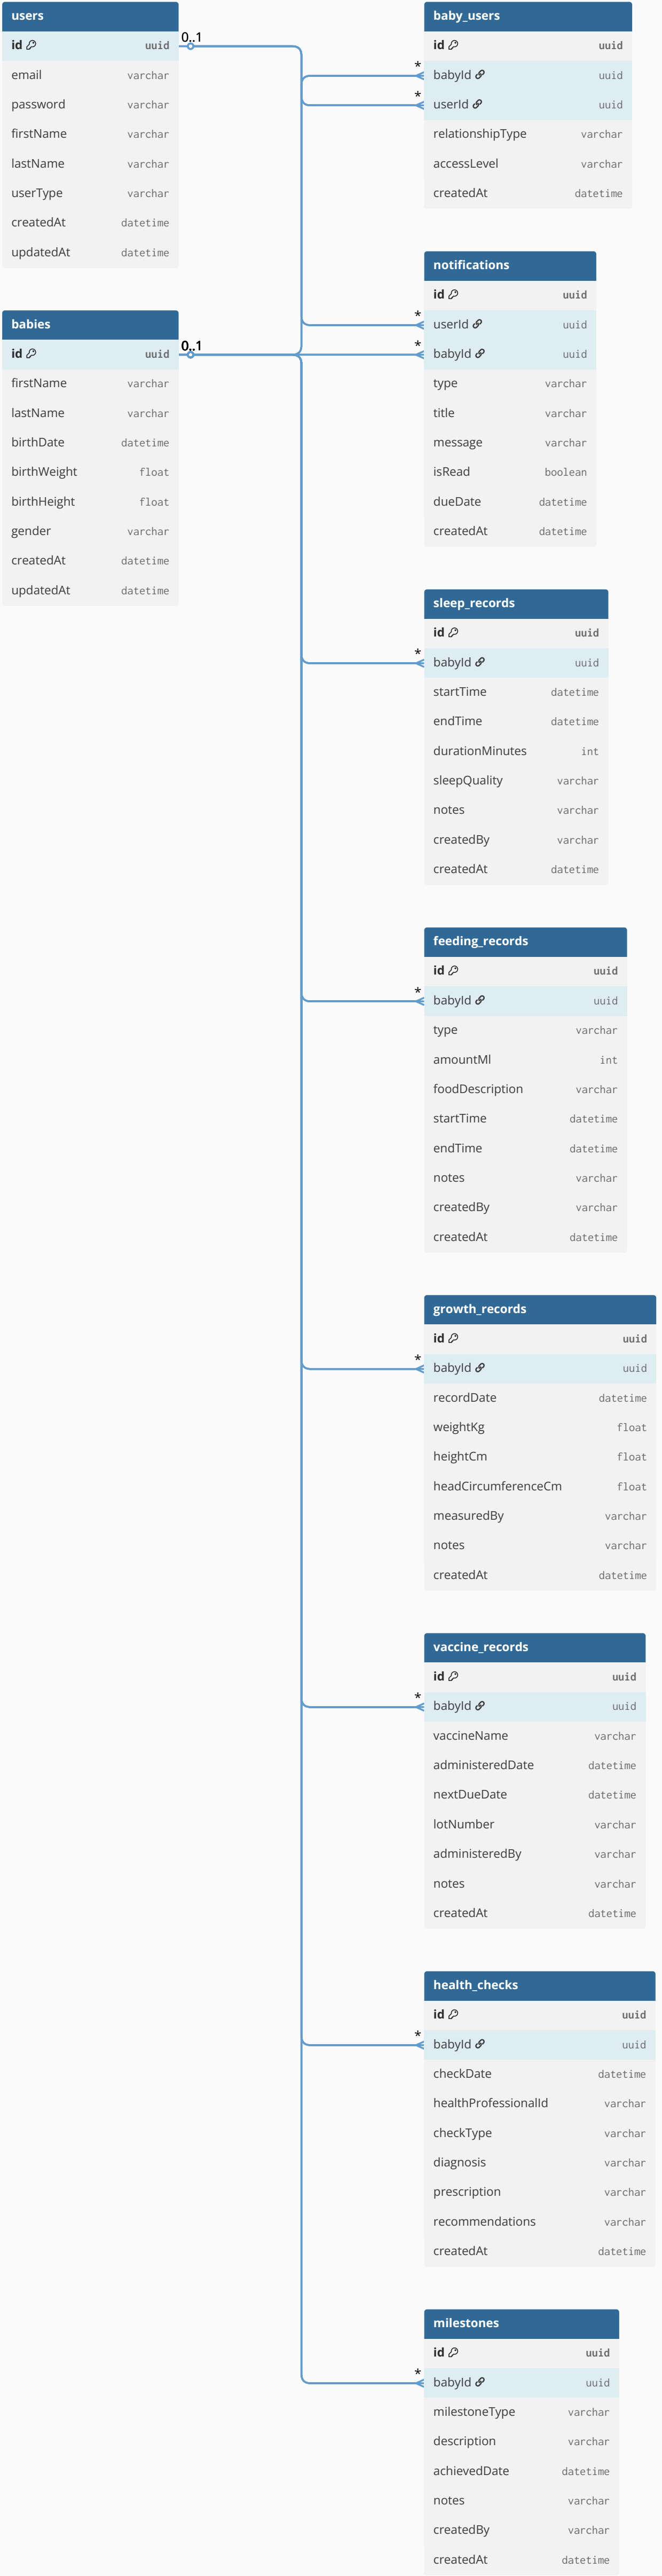 users
id uuid
email varchar
password varchar
firstName varchar
lastName varchar
userType varchar
createdAt datetime
updatedAt datetime
0..1
babies
id uuid
firstName varchar
lastName varchar
birthDate datetime
birthWeight float
birthHeight float
gender varchar
createdAt datetime
updatedAt datetime
0..1
baby_users
id uuid
* babyId uuid
* userId uuid
relationshipType varchar
accessLevel varchar
createdAt datetime
notifications
id uuid
* userId uuid
* babyId uuid
type varchar
title varchar
message varchar
isRead boolean
dueDate datetime
createdAt datetime
sleep_records
id uuid
* babyId uuid
startTime datetime
endTime datetime
durationMinutes int
sleepQuality varchar
notes varchar
createdBy varchar
createdAt datetime
feeding_records
id uuid
* babyId uuid
type varchar
amountMl int
foodDescription varchar
startTime datetime
endTime datetime
notes varchar
createdBy varchar
createdAt datetime
growth_records
id uuid
* babyId uuid
recordDate datetime
weightKg float
heightCm float
headCircumferenceCm float
measuredBy varchar
notes varchar
createdAt datetime
vaccine_records
id uuid
* babyId uuid
vaccineName varchar
administeredDate datetime
nextDueDate datetime
lotNumber varchar
administeredBy varchar
notes varchar
createdAt datetime
health_checks
id uuid
* babyId uuid
checkDate datetime
healthProfessionalId varchar
checkType varchar
diagnosis varchar
prescription varchar
recommendations varchar
createdAt datetime
milestones
id uuid
* babyId uuid
milestoneType varchar
description varchar
achievedDate datetime
notes varchar
createdBy varchar
createdAt datetime